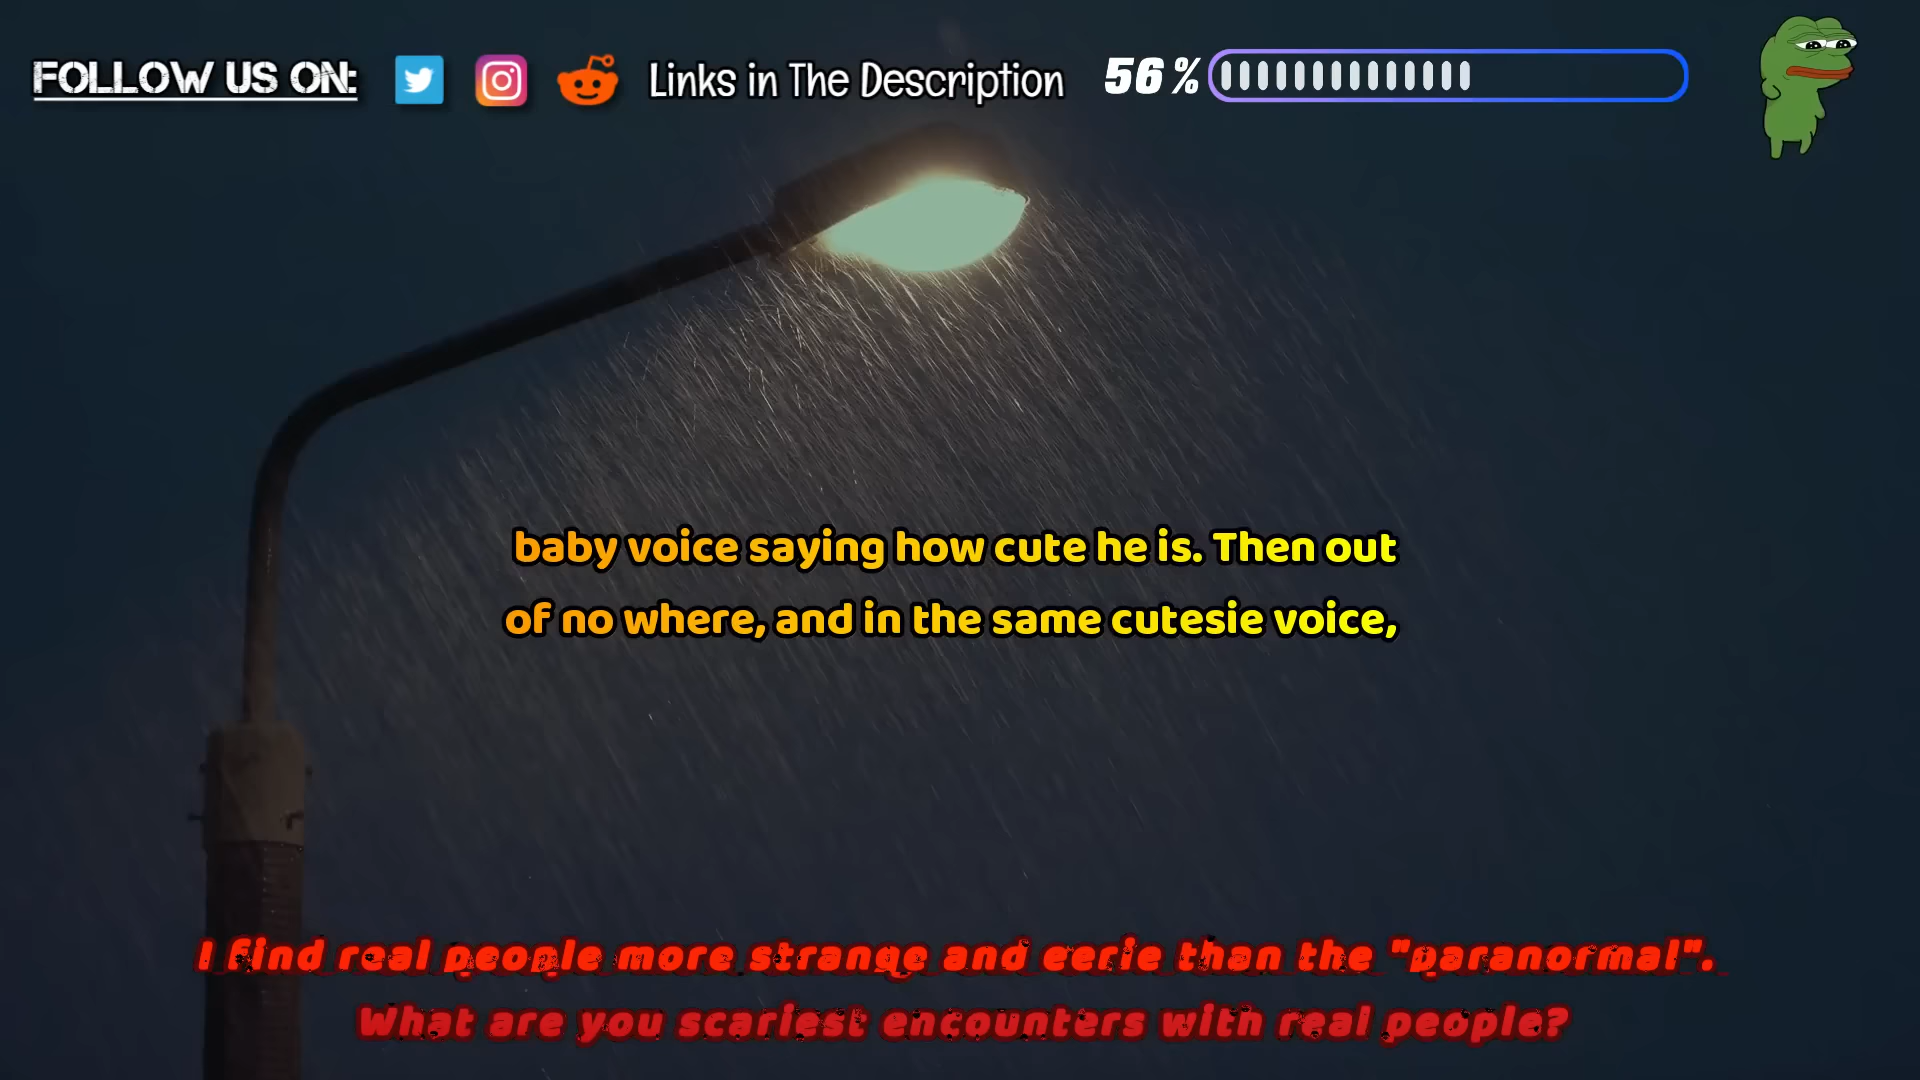 FOLLOW US ON: Links in The Description 56%
baby voice saying how cute he is. Then out
of no where, and in the same cutesie voice,
I find real people more strange and eerie than the "paranormal".
What are you scariest encounters with real people?